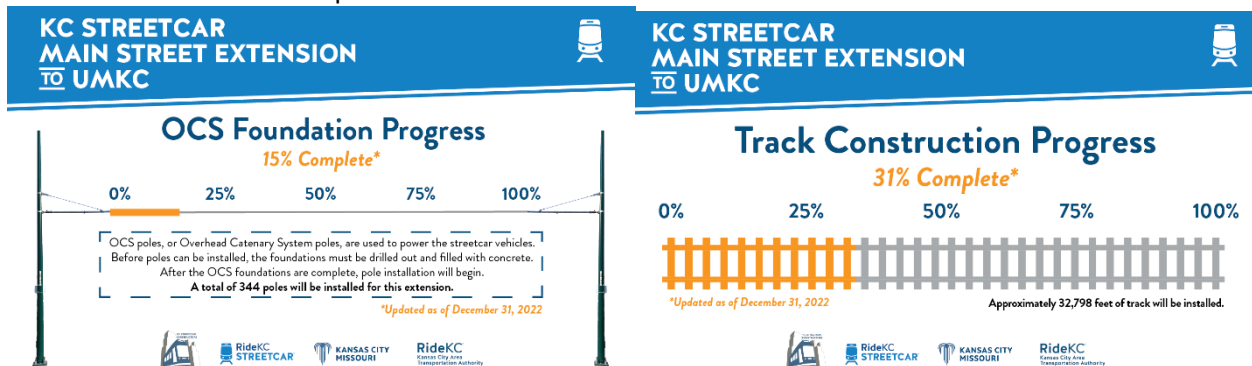 KC STREETCAR
MAIN STREET EXTENSION
TO UMKC
OCS Foundation Progress
15% Complete*
0% 25% 50% 75% 100%
OCS poles, or Overhead Catenary System poles, are used to power the streetcar vehicles.
Before poles can be installed, the foundations must be drilled out and filled with concrete.
After the OCS foundations are complete, pole installation will begin.
A total of 344 poles will be installed for this extension.
*Updated as of December 31, 2022
RideKC
STREETCAR
KANSAS CITY
MISSOURI
RideKC
Kansas City Area
Transportation Authority
KC STREETCAR
MAIN STREET EXTENSION
TO UMKC
Track Construction Progress
31% Complete*
0% 25% 50% 75% 100%
*Updated as of December 31, 2022
Approximately 32,798 feet of track will be installed.
RideKC
STREETCAR
KANSAS CITY
MISSOURI
RideKC
Kansas City Area
Transportation Authority